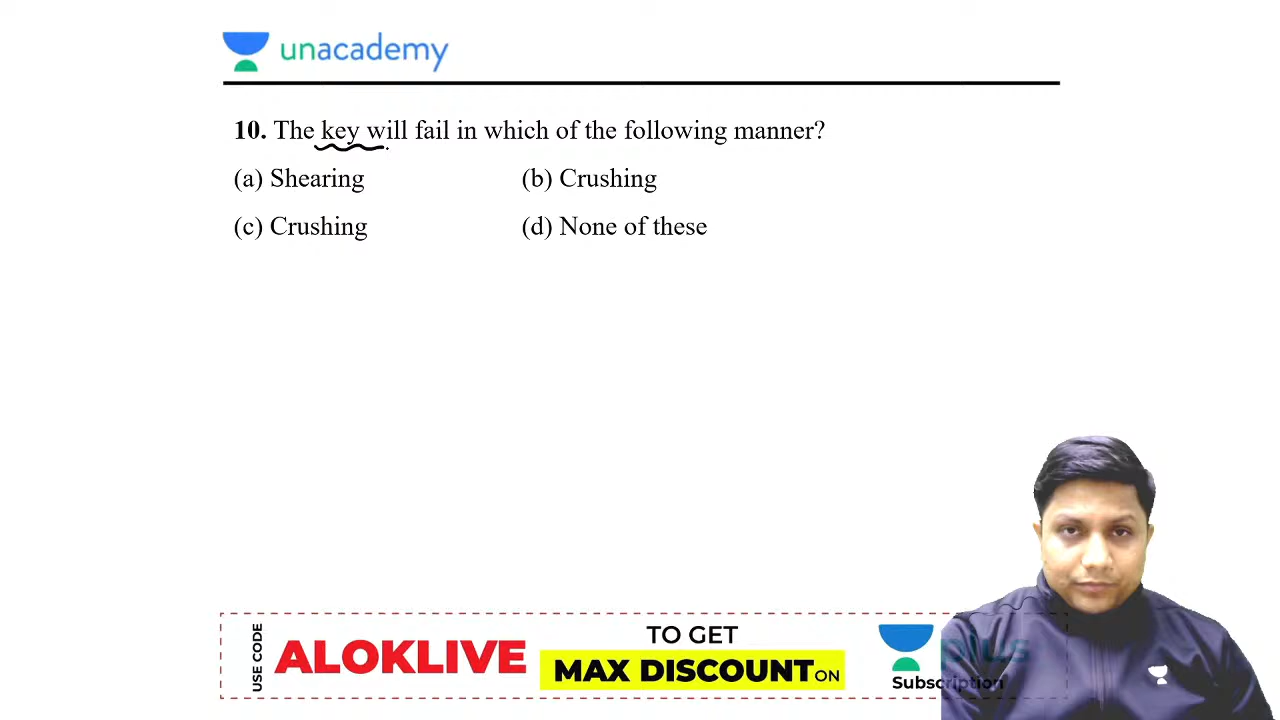 unacademy
10. The key will fail in which of the following manner?
(a) Shearing (b) Crushing
(c) Crushing (d) None of these
USE CODE
ALOKLIVE
TO GET
MAX DISCOUNT ON
plus
Subscription